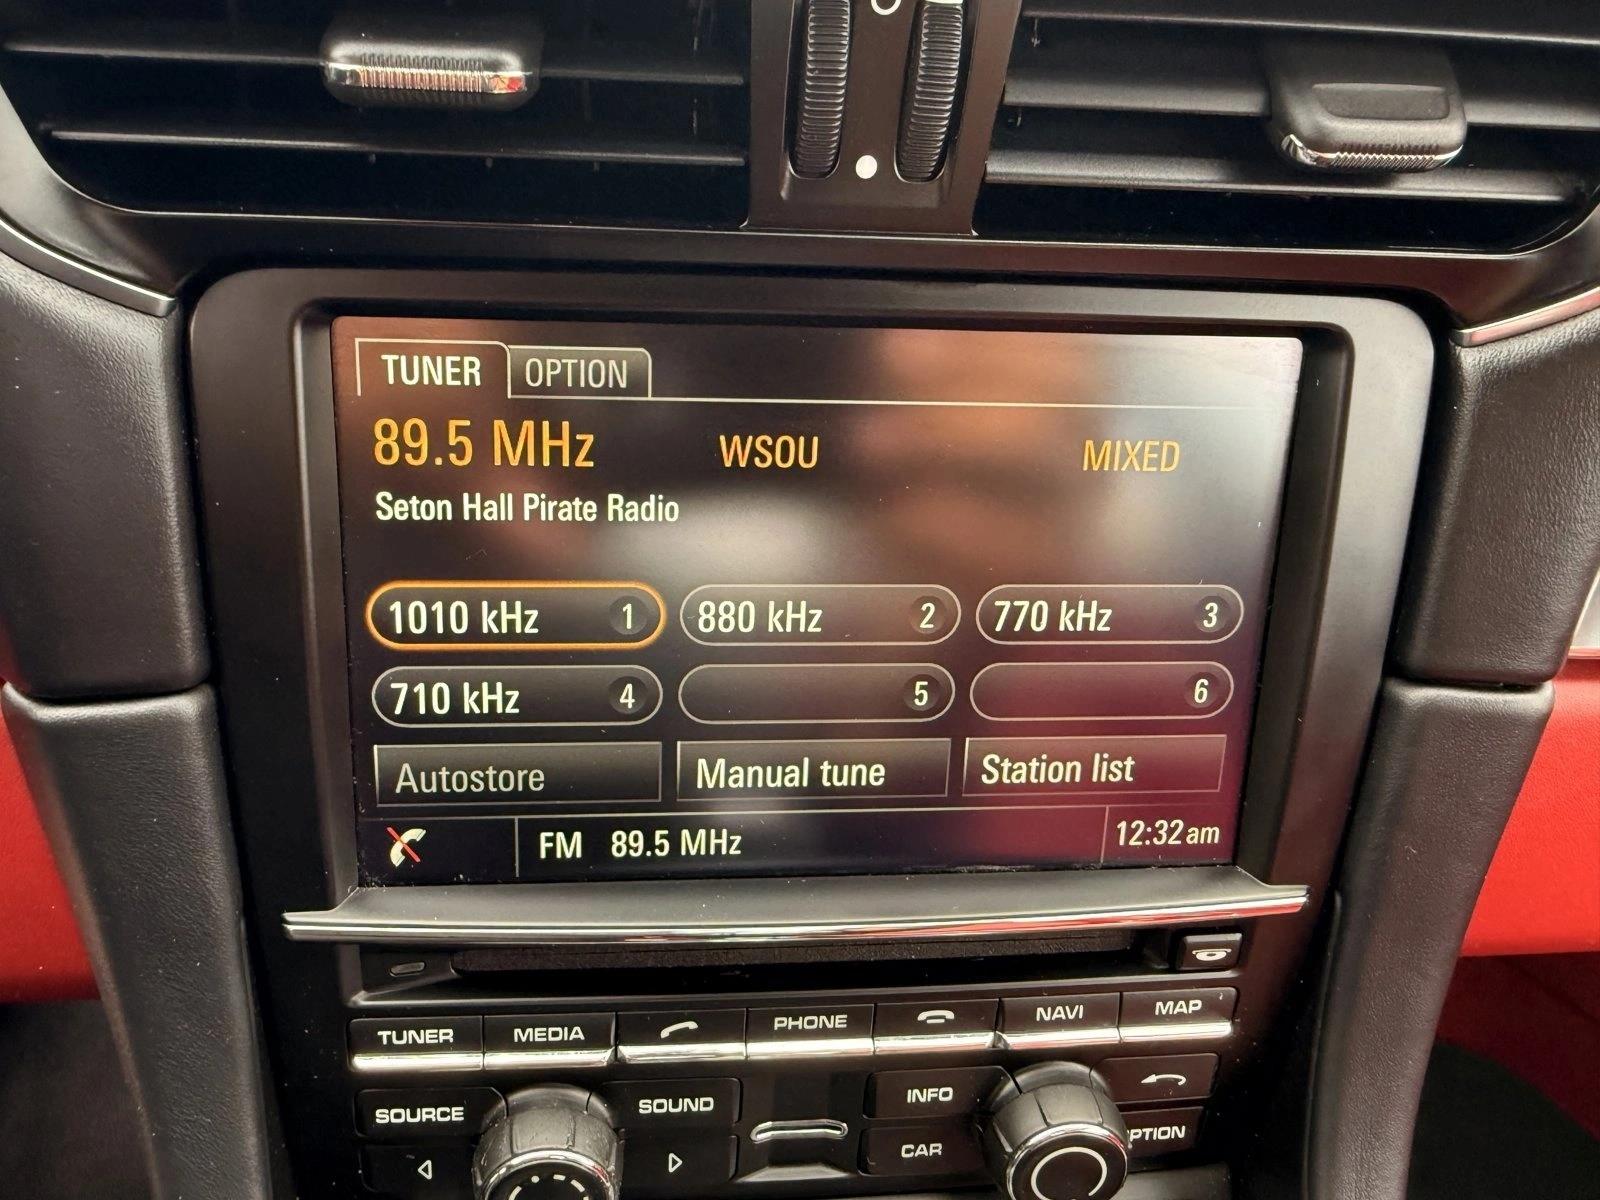 TUNER OPTION
89.5 MHz WSOU MIXED
Seton Hall Pirate Radio
1010 kHz 1 880 kHz 2 770 kHz 3
710 kHz 4 5 6
Autostore Manual tune Station list
FM 89.5 MHz 12:32 am
TUNER MEDIA PHONE NAVI MAP
SOURCE SOUND INFO
CAR OPTION